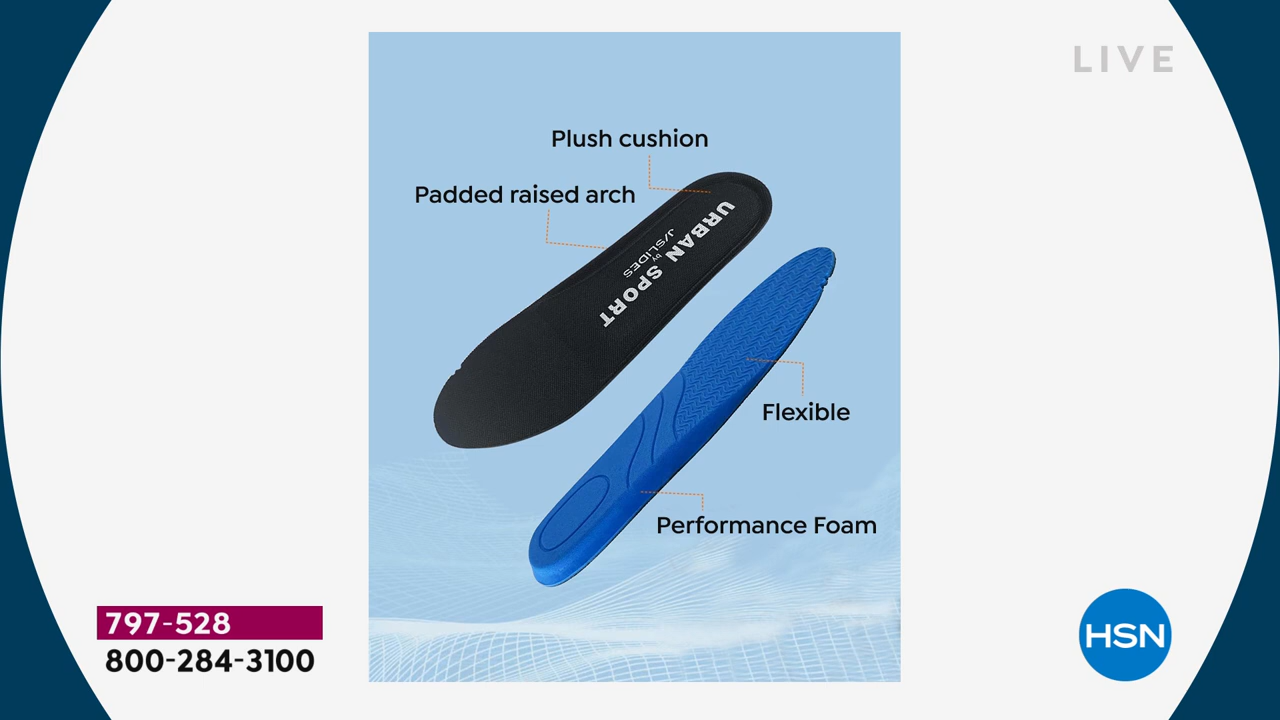 LIVE
Plush cushion
Padded raised arch
URBAN SPORT
by
J/SLIDES
Flexible
Performance Foam
797-528
800-284-3100
HSN